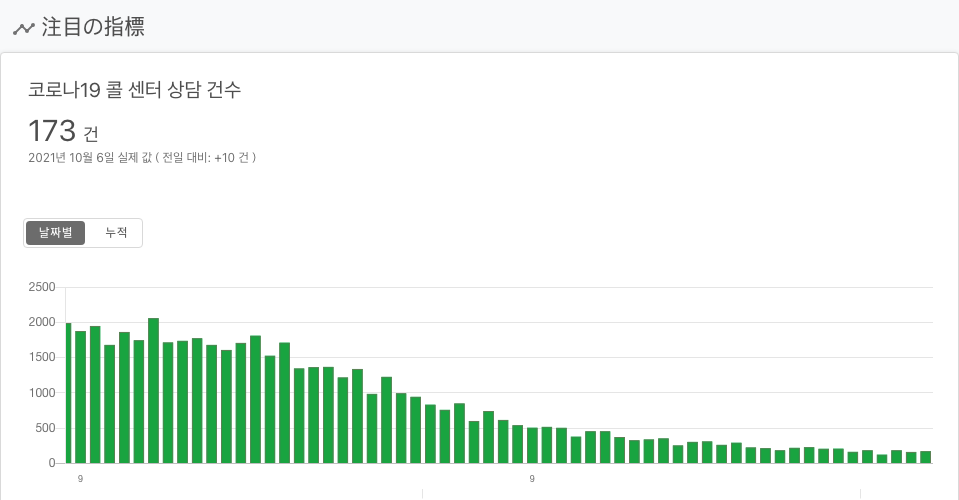 注目の指標
코로나19 콜 센터 상담 건수
173 건
2021년 10월 6일 실제 값 ( 전일 대비: +10 건 )
날짜별 누적
2500
2000
1500
1000
500
0
9 9